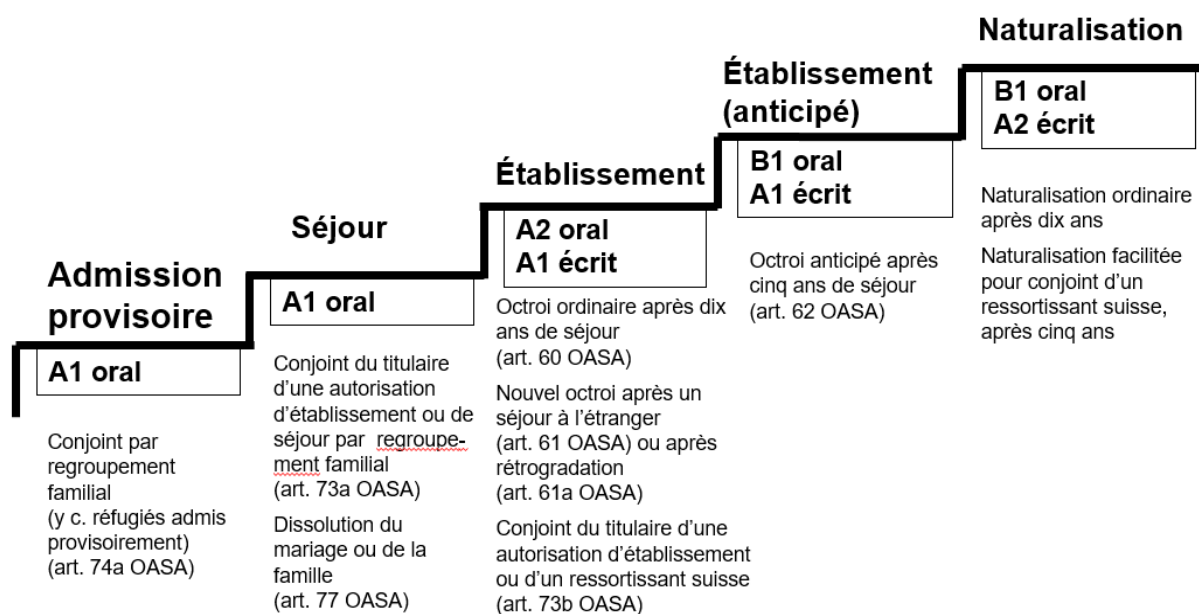 Admission
provisoire
A1 oral
Conjoint par
regroupement
familial
(y c. réfugiés admis
provisoirement)
(art. 74a OASA)
Séjour
A1 oral
Conjoint du titulaire
d’une autorisation
d’établissement ou de
séjour par regroupe-
ment familial
(art. 73a OASA)
Dissolution du
mariage ou de la
famille
(art. 77 OASA)
Établissement
A2 oral
A1 écrit
Octroi ordinaire après dix
ans de séjour
(art. 60 OASA)
Nouvel octroi après un
séjour à l’étranger
(art. 61 OASA) ou après
rétrogradation
(art. 61a OASA)
Conjoint du titulaire d’une
autorisation d’établissement
ou d’un ressortissant suisse
(art. 73b OASA)
Établissement
(anticipé)
B1 oral
A1 écrit
Octroi anticipé après
cinq ans de séjour
(art. 62 OASA)
Naturalisation
B1 oral
A2 écrit
Naturalisation ordinaire
après dix ans
Naturalisation facilitée
pour conjoint d’un
ressortissant suisse,
après cinq ans